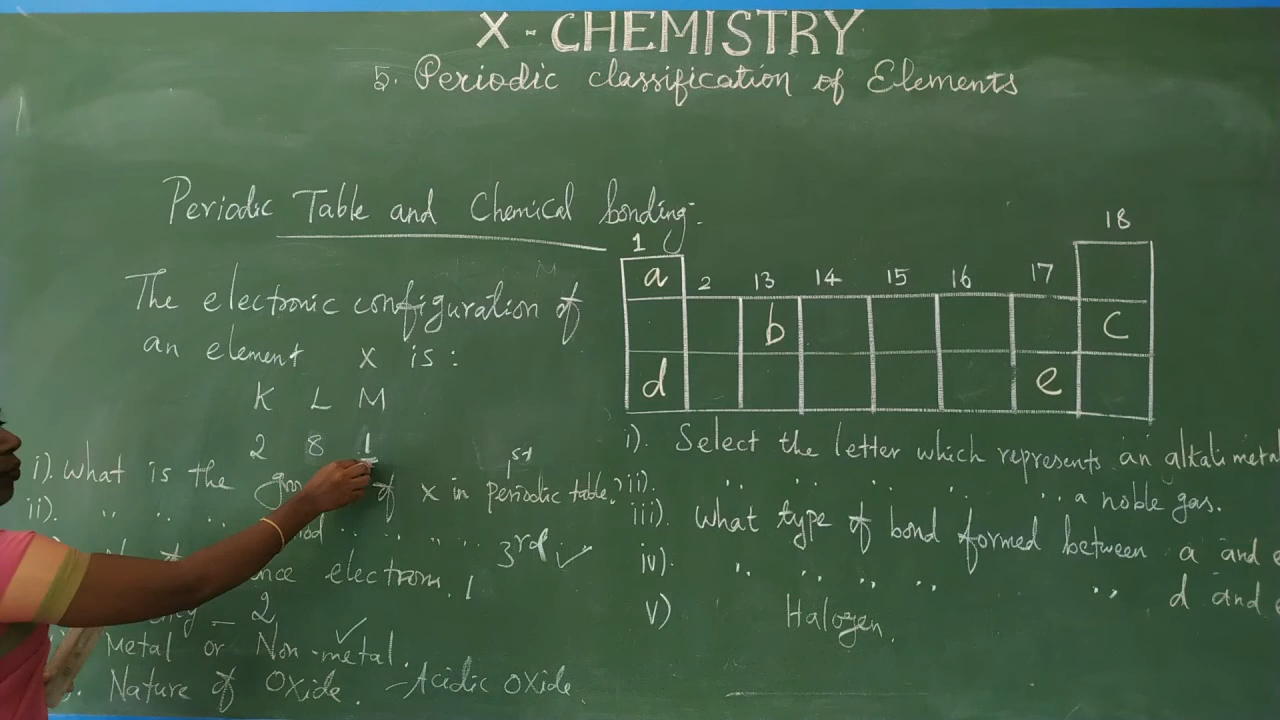 X - CHEMISTRY
5. Periodic classification of Elements
Periodic Table and Chemical bonding:-
The electronic configuration of
an element X is:
K L M
2 8 1
i). What is the of X in periodic table? 1st
ii). " " " " " " 3rd ✓
electrons. 1
- 2
Metal or Non-metal. ✓
Nature of Oxide. - Acidic Oxide
1 18
a 2 13 14 15 16 17
b c
d e
i). Select the letter which represents an alkali metal
ii). " " " " " a noble gas.
iii). What type of bond formed between a and e
iv). " " " " " d and
v) Halogen.